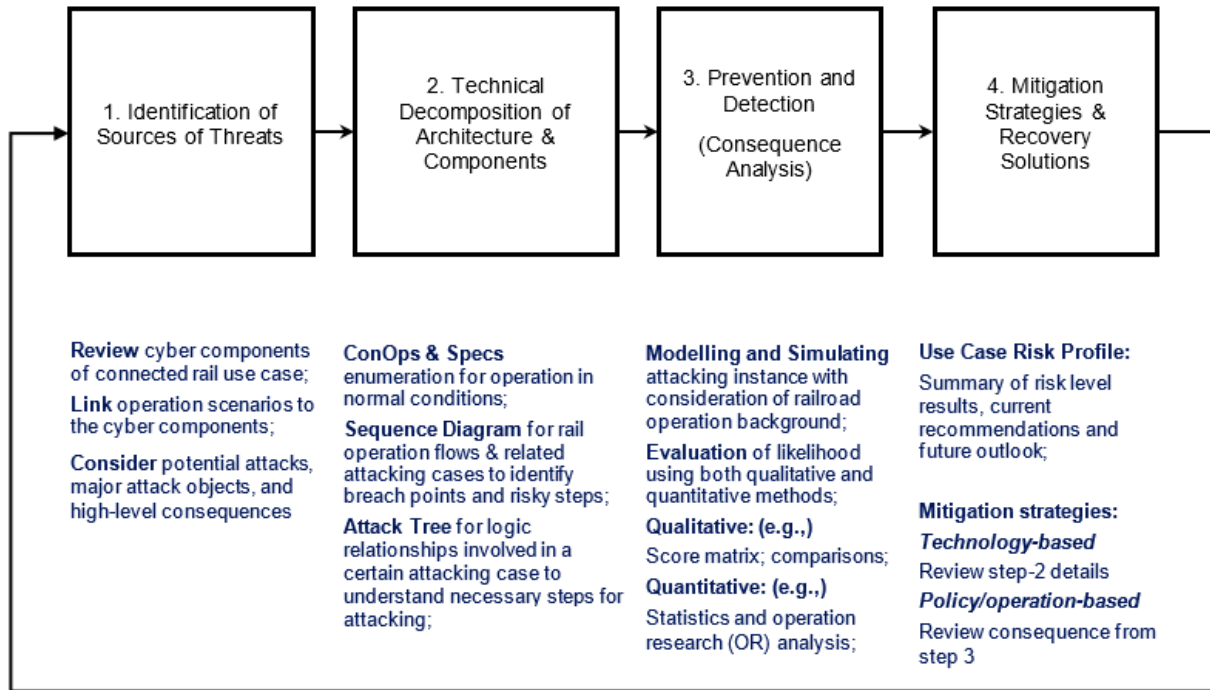 1. Identification of
Sources of Threats
2. Technical
Decomposition of
Architecture &
Components
3. Prevention and
Detection
(Consequence
Analysis)
4. Mitigation
Strategies &
Recovery
Solutions
Review cyber components
of connected rail use case;
Link operation scenarios to
the cyber components;
Consider potential attacks,
major attack objects, and
high-level consequences
ConOps & Specs
enumeration for operation in
normal conditions;
Sequence Diagram for rail
operation flows & related
attacking cases to identify
breach points and risky steps;
Attack Tree for logic
relationships involved in a
certain attacking case to
understand necessary steps for
attacking;
Modelling and Simulating
attacking instance with
consideration of railroad
operation background;
Evaluation of likelihood
using both qualitative and
quantitative methods;
Qualitative: (e.g.,)
Score matrix; comparisons;
Quantitative: (e.g.,)
Statistics and operation
research (OR) analysis;
Use Case Risk Profile:
Summary of risk level
results, current
recommendations and
future outlook;
Mitigation strategies:
Technology-based
Review step-2 details
Policy/operation-based
Review consequence from
step 3